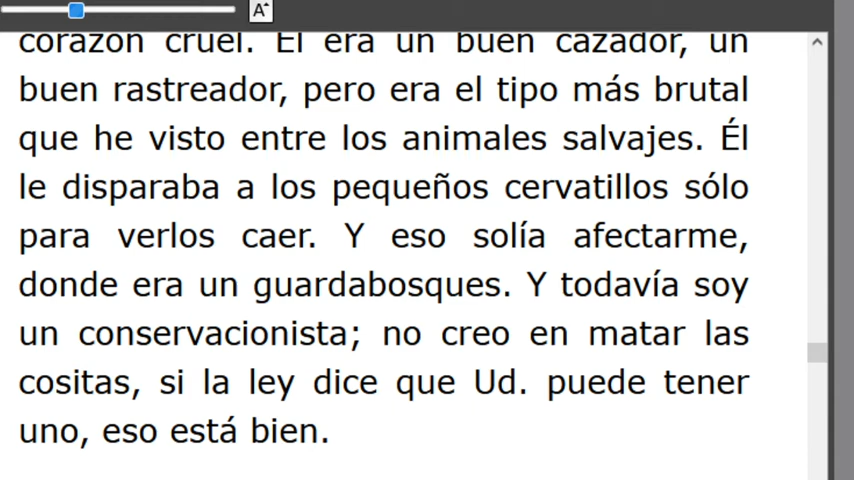 A
corazón cruel. Él era un buen cazador, un
buen rastreador, pero era el tipo más brutal
que he visto entre los animales salvajes. Él
le disparaba a los pequeños cervatillos sólo
para verlos caer. Y eso solía afectarme,
donde era un guardabosques. Y todavía soy
un conservacionista; no creo en matar las
cositas, si la ley dice que Ud. puede tener
uno, eso está bien.